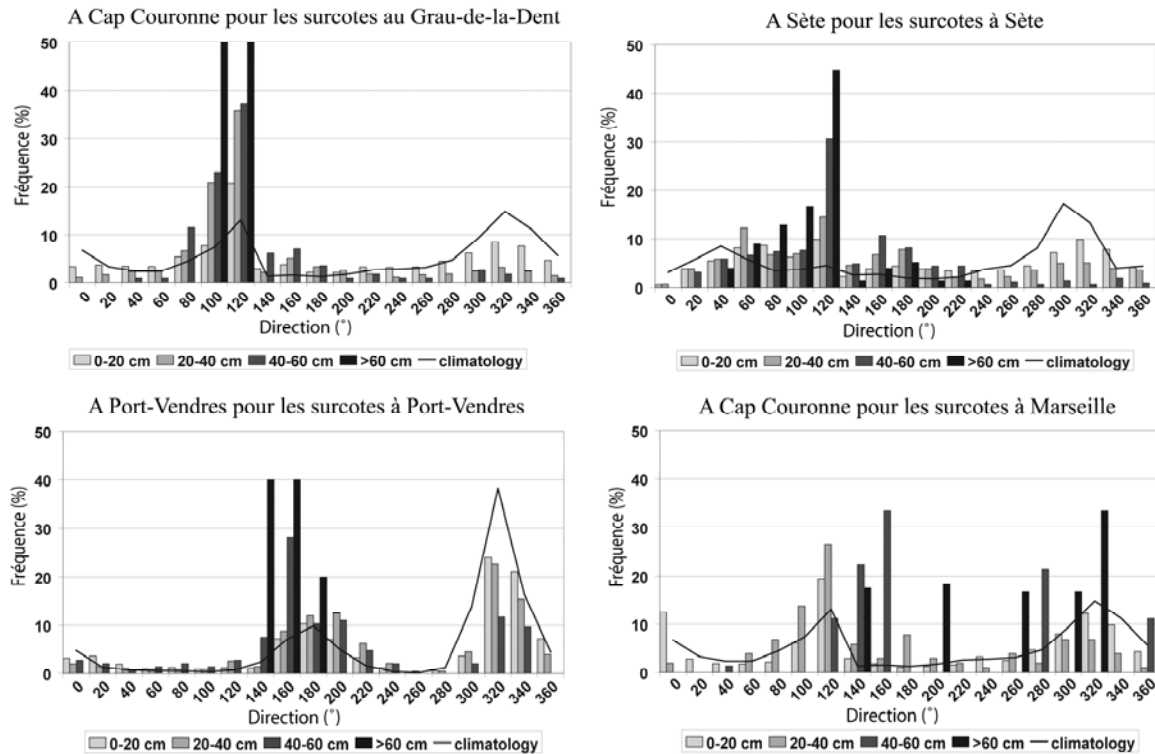 A Cap Couronne pour les surcotes au Grau-de-la-Dent
Fréquence (%)
50
40
30
20
10
0
0 20 40 60 80 100 120 140 160 180 200 220 240 260 280 300 320 340 360
Direction (°)
0-20 cm 20-40 cm 40-60 cm >60 cm climatology
A Sète pour les surcotes à Sète
Fréquence (%)
50
40
30
20
10
0
0 20 40 60 80 100 120 140 160 180 200 220 240 260 280 300 320 340 360
Direction (°)
0-20 cm 20-40 cm 40-60 cm >60 cm climatology
A Port-Vendres pour les surcotes à Port-Vendres
Fréquence (%)
50
40
30
20
10
0
0 20 40 60 80 100 120 140 160 180 200 220 240 260 280 300 320 340 360
Direction (°)
0-20 cm 20-40 cm 40-60 cm >60 cm climatology
A Cap Couronne pour les surcotes à Marseille
Fréquence (%)
50
40
30
20
10
0
0 20 40 60 80 100 120 140 160 180 200 220 240 260 280 300 320 340 360
Direction (°)
0-20 cm 20-40 cm 40-60 cm >60 cm climatology